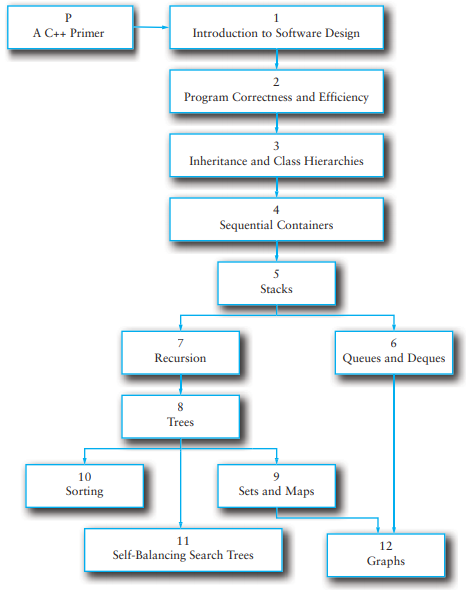 P
A C++ Primer
1
Introduction to Software Design
2
Program Correctness and Efficiency
3
Inheritance and Class Hierarchies
4
Sequential Containers
5
Stacks
7
Recursion
6
Queues and Deques
8
Trees
10
Sorting
9
Sets and Maps
11
Self-Balancing Search Trees
12
Graphs